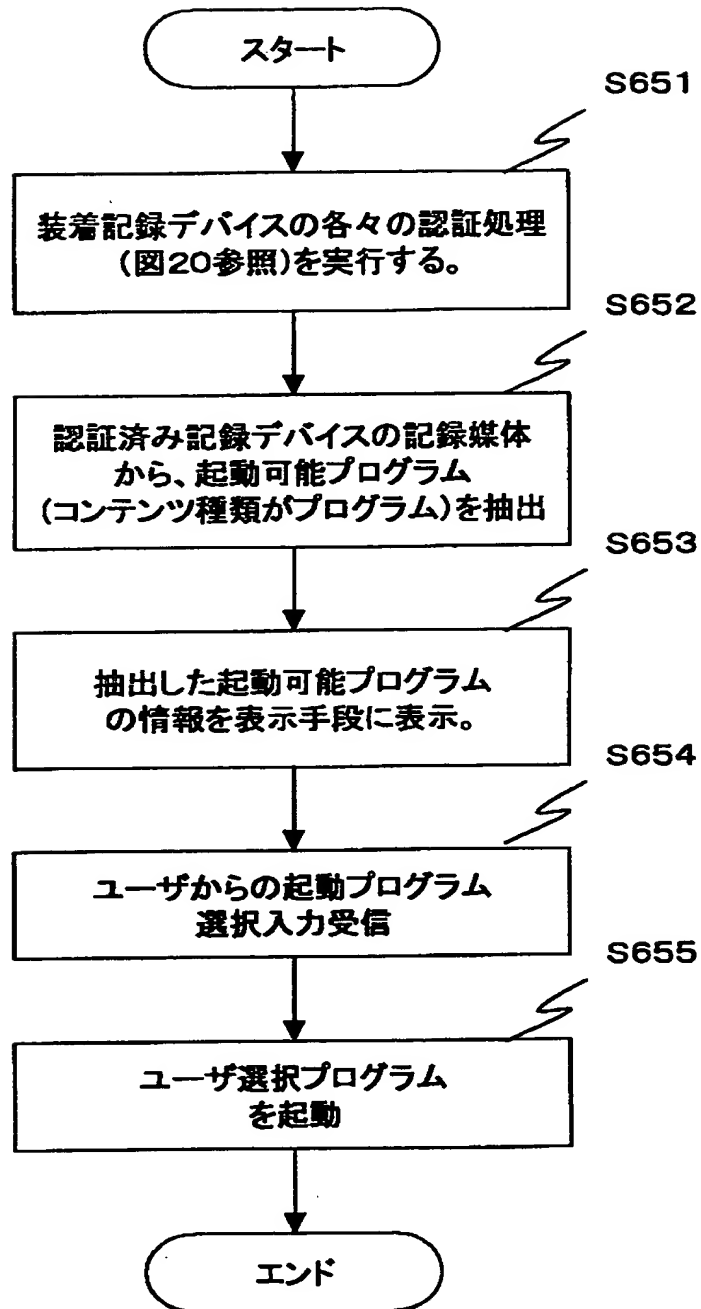 スタート
S651
装着記録デバイスの各々の認証処理
(図20参照)を実行する。
S652
認証済み記録デバイスの記録媒体
から、起動可能プログラム
(コンテンツ種類がプログラム)を抽出
S653
抽出した起動可能プログラム
の情報を表示手段に表示。
S654
ユーザからの起動プログラム
選択入力受信
S655
ユーザ選択プログラム
を起動
エンド